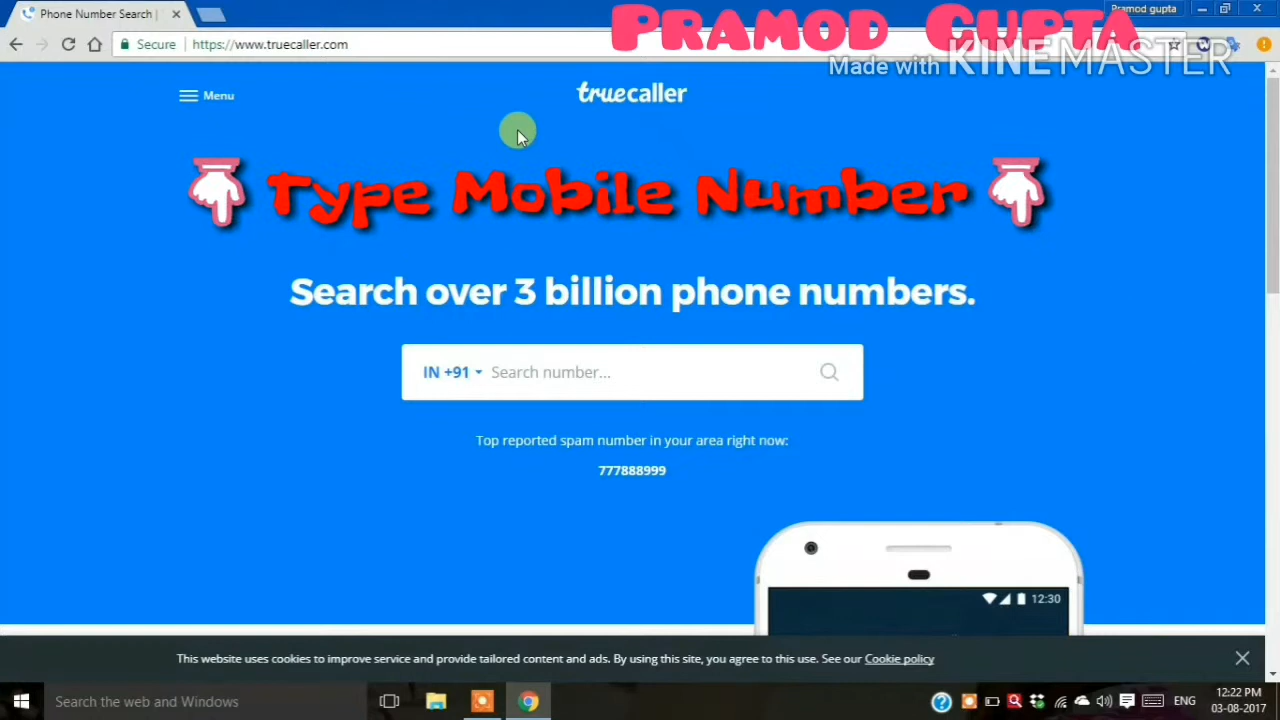 Phone Number Search |
Pramod gupta
Secure
https://www.truecaller.com
PRAMOD GUPTA
Made with KINEMASTER
Menu
truecaller
Type Mobile Number
Search over 3 billion phone numbers.
IN +91
Search number...
Top reported spam number in your area right now:
777888999
12:30
This website uses cookies to improve service and provide tailored content and ads. By using this site, you agree to this use. See our Cookie policy
Search the web and Windows
ENG
12:22 PM
03-08-2017